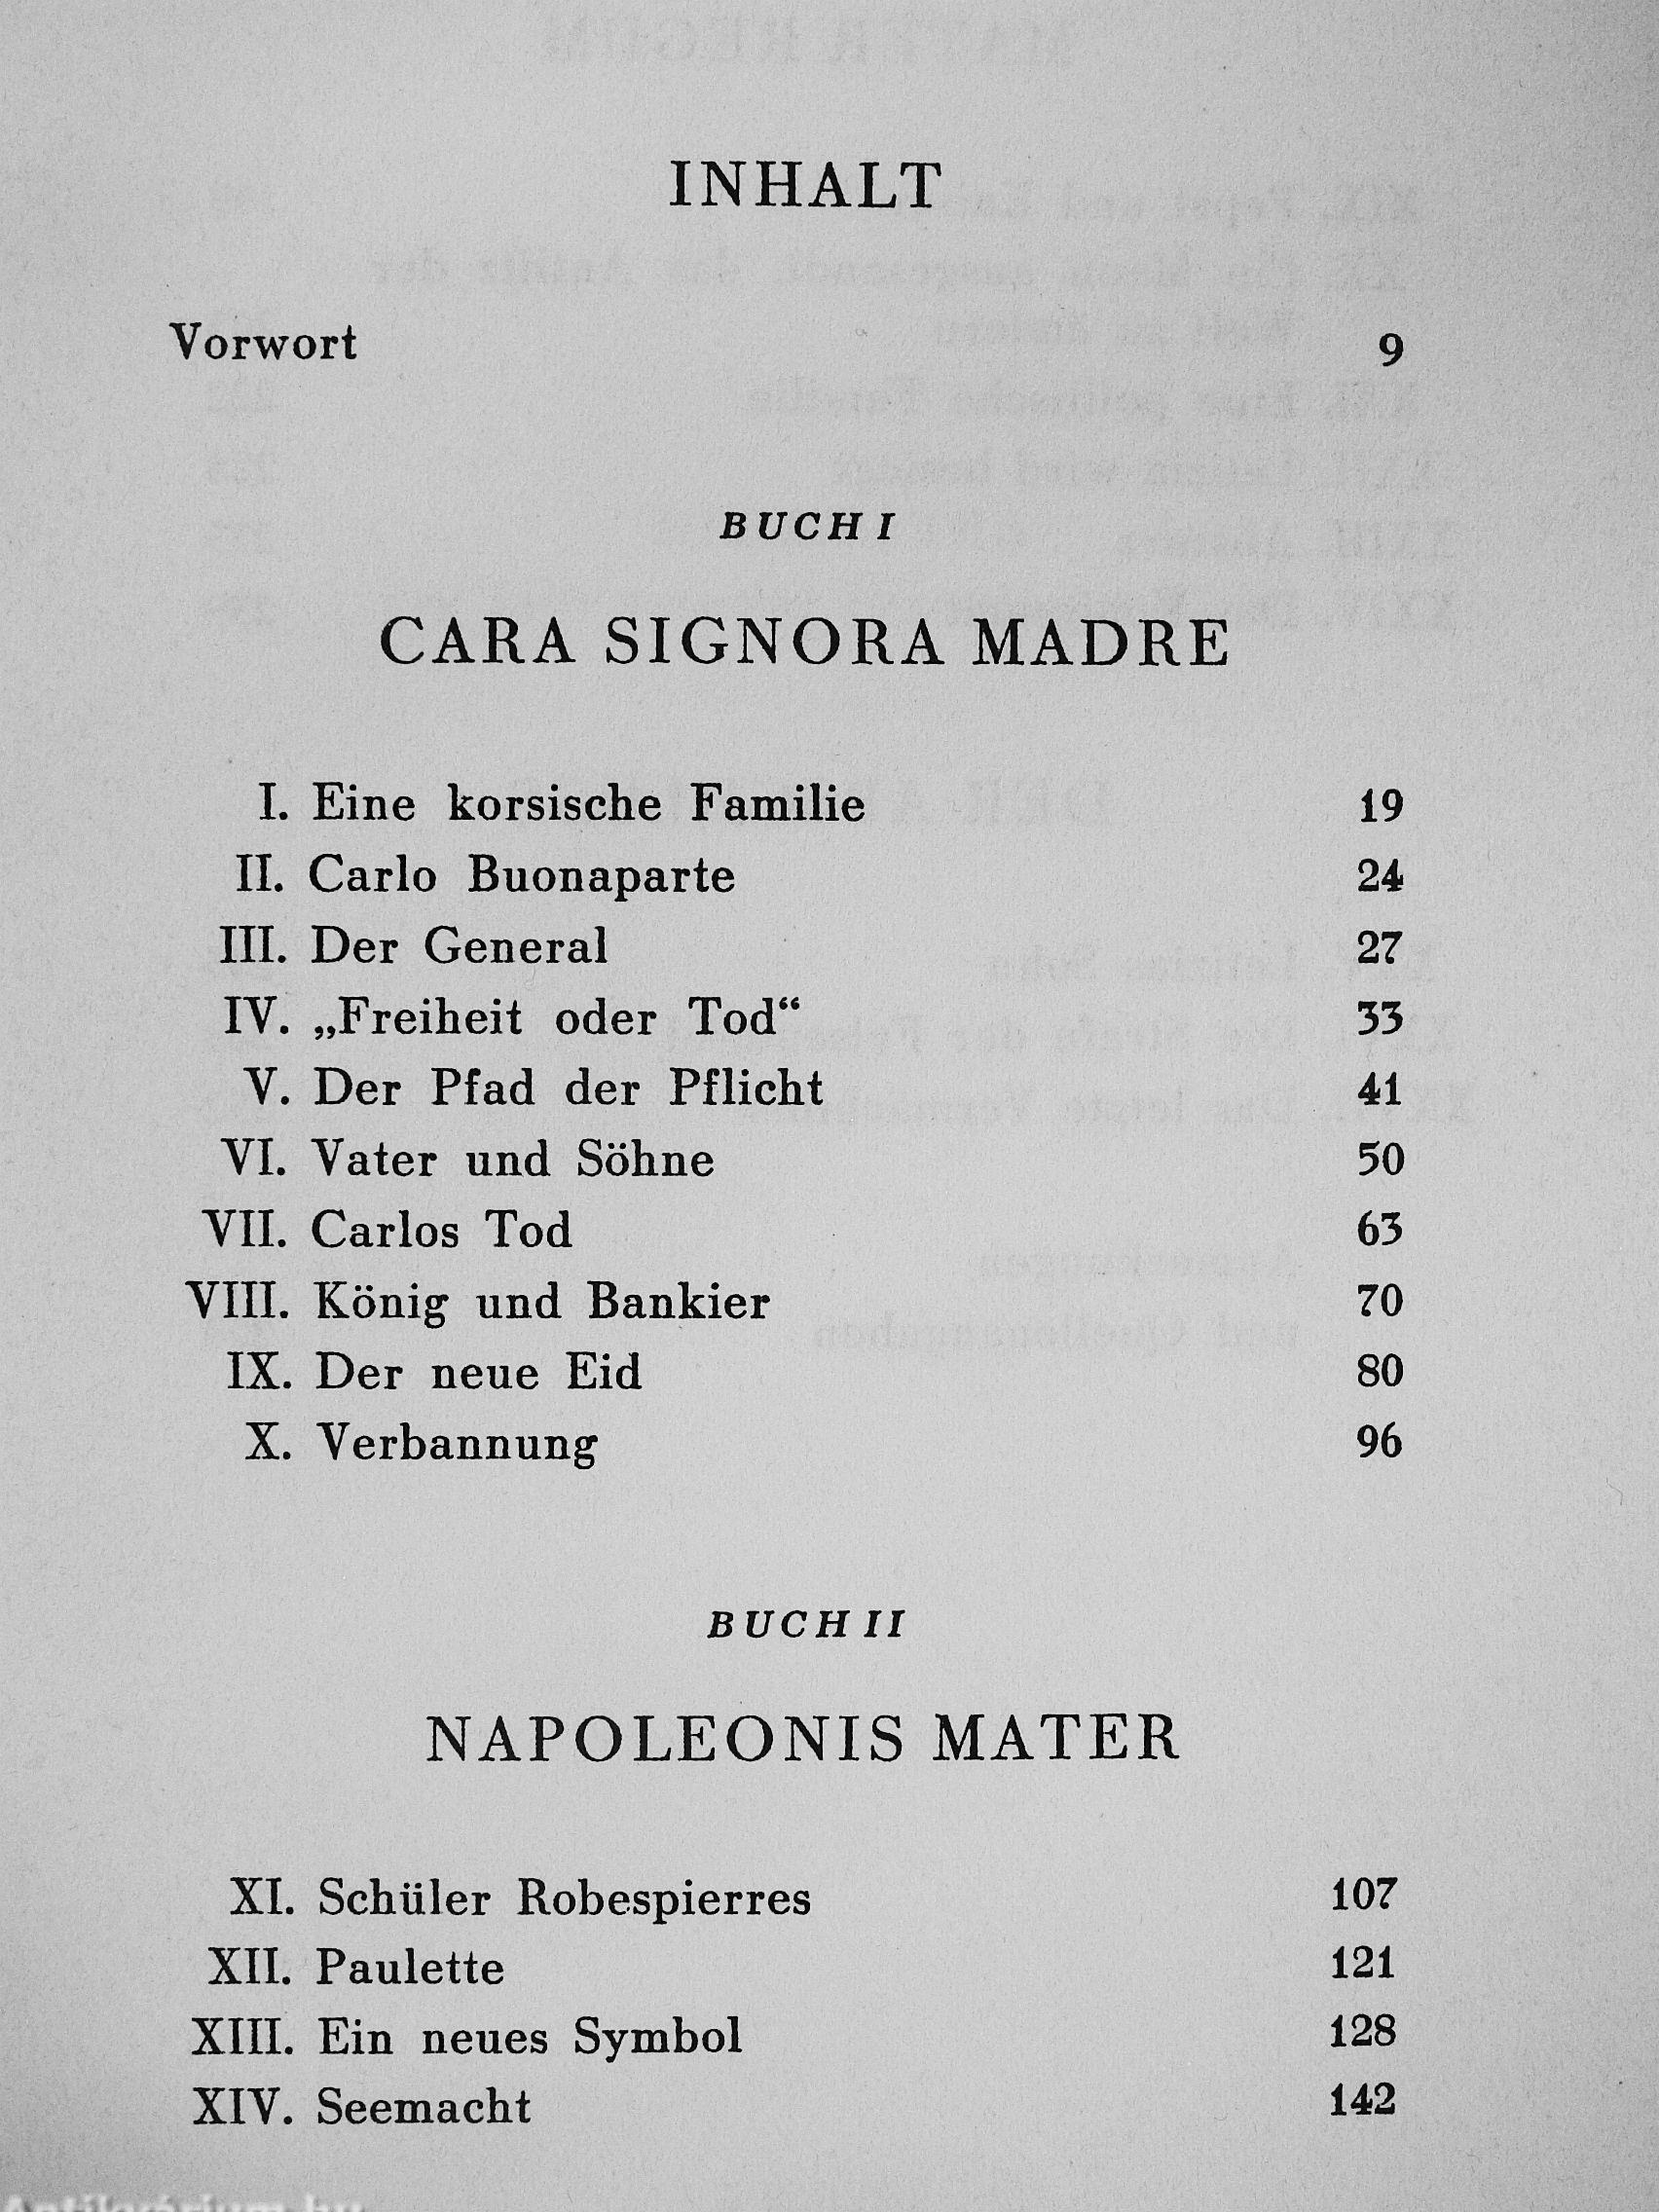 INHALT
Vorwort 9
BUCH I
CARA SIGNORA MADRE
I. Eine korsische Familie 19
II. Carlo Buonaparte 24
III. Der General 27
IV. „Freiheit oder Tod“ 33
V. Der Pfad der Pflicht 41
VI. Vater und Söhne 50
VII. Carlos Tod 63
VIII. König und Bankier 70
IX. Der neue Eid 80
X. Verbannung 96
BUCH II
NAPOLEONIS MATER
XI. Schüler Robespierres 107
XII. Paulette 121
XIII. Ein neues Symbol 128
XIV. Seemacht 142